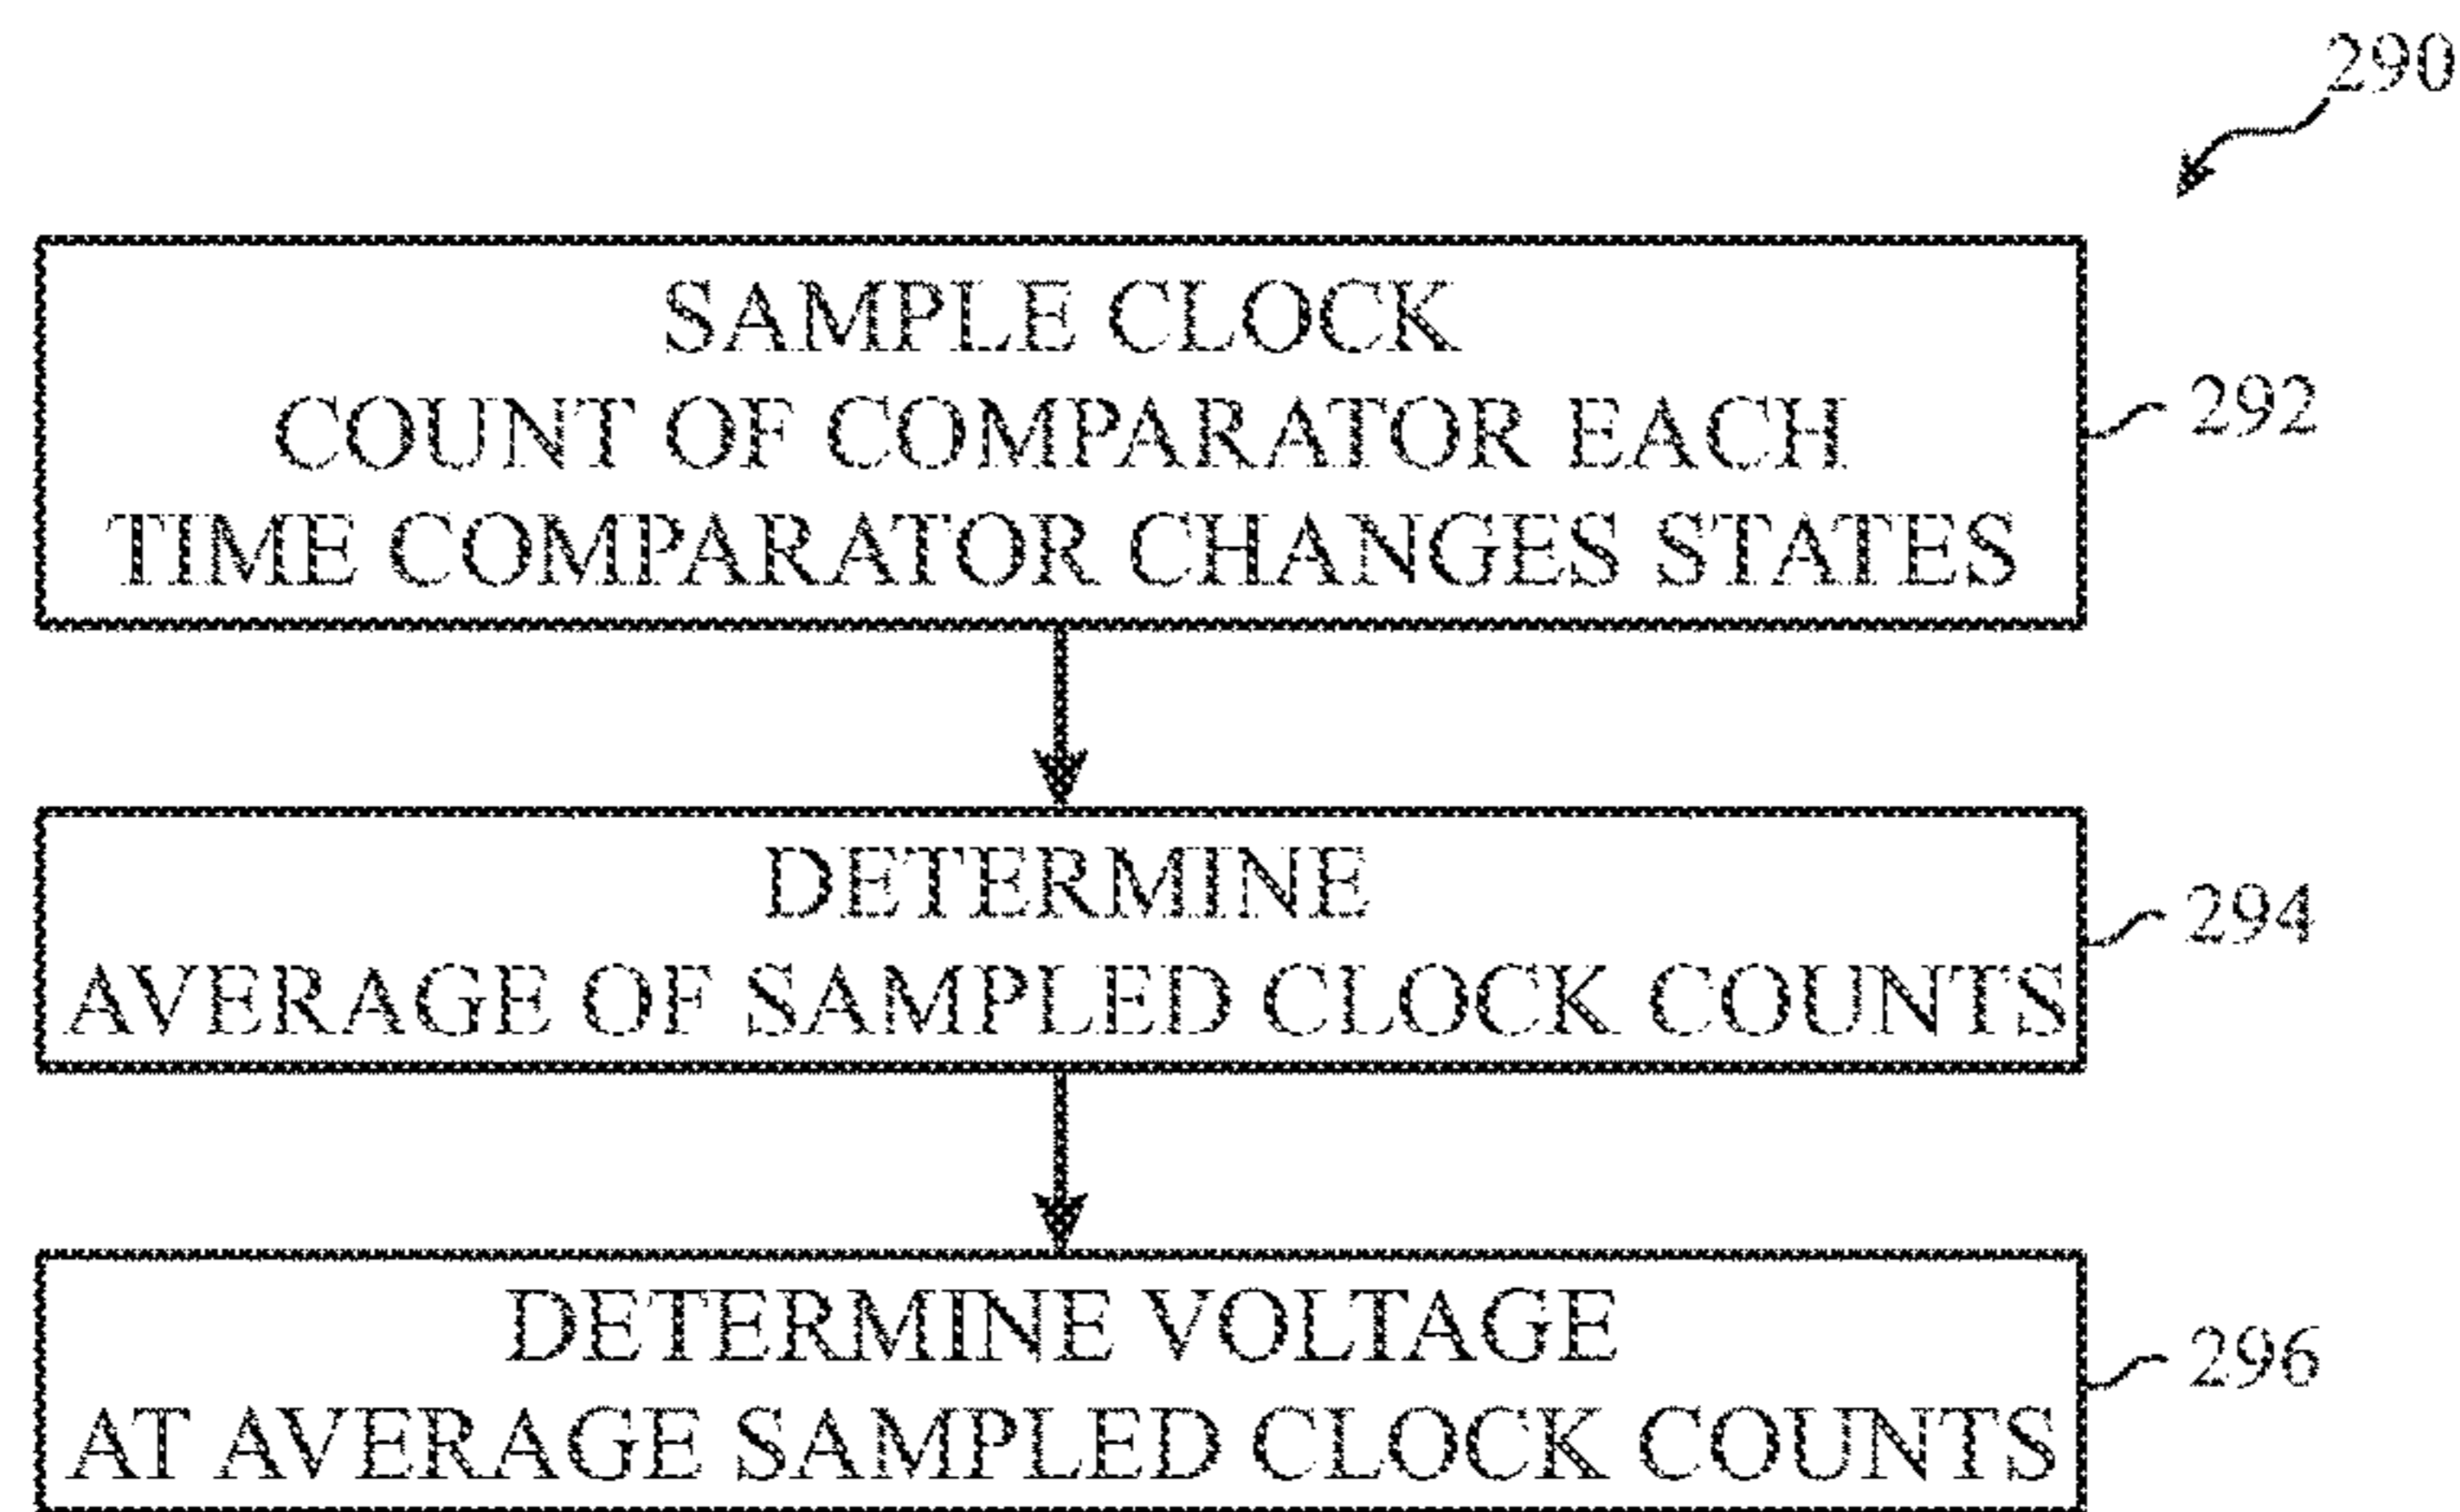 290
SAMPLE CLOCK
COUNT OF COMPARATOR EACH
TIME COMPARATOR CHANGES STATES
292
DETERMINE
AVERAGE OF SAMPLED CLOCK COUNTS
294
DETERMINE VOLTAGE
AT AVERAGE SAMPLED CLOCK COUNTS
296